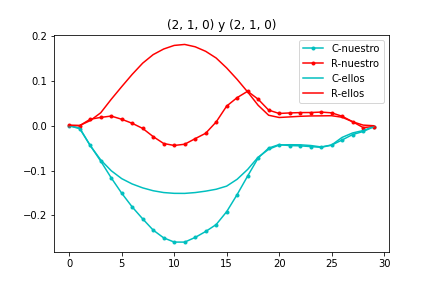 (2, 1, 0) y (2, 1, 0)
C-nuestro
R-nuestro
C-ellos
R-ellos
0.2
0.1
0.0
−0.1
−0.2
0 5 10 15 20 25 30